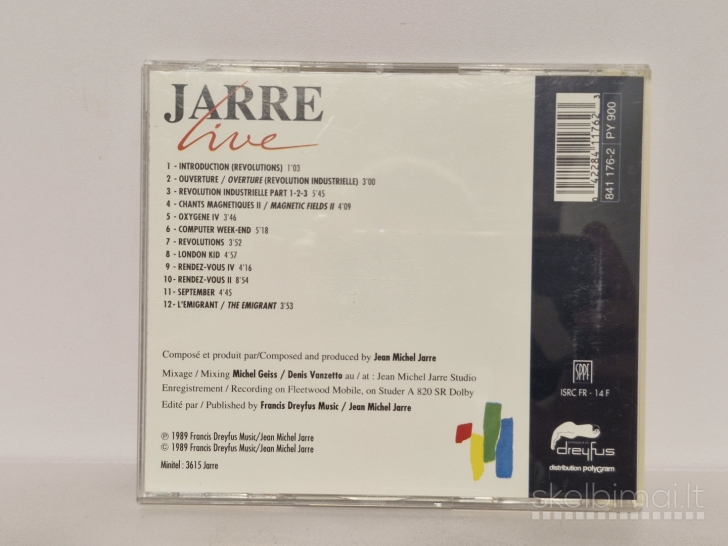 JARRE
live
1 - INTRODUCTION (REVOLUTIONS) 1'03
2 - OUVERTURE / OVERTURE (REVOLUTION INDUSTRIELLE) 3'00
3 - REVOLUTION INDUSTRIELLE PART 1-2-3 5'45
4 - CHANTS MAGNETIQUES II / MAGNETIC FIELDS II 4'09
5 - OXYGENE IV 3'46
6 - COMPUTER WEEK-END 5'18
7 - REVOLUTIONS 3'52
8 - LONDON KID 4'57
9 - RENDEZ-VOUS IV 4'16
10 - RENDEZ-VOUS II 8'54
11 - SEPTEMBER 4'45
12 - L'EMIGRANT / THE EMIGRANT 3'53
Composé et produit par/Composed and produced by Jean Michel Jarre
Mixage / Mixing Michel Geiss / Denis Vanzetto au / at : Jean Michel Jarre Studio
Enregistrement / Recording on Fleetwood Mobile, on Studer A 820 SR Dolby
Edité par / Published by Francis Dreyfus Music / Jean Michel Jarre
℗ 1989 Francis Dreyfus Music/Jean Michel Jarre
© 1989 Francis Dreyfus Music/Jean Michel Jarre
Minitel : 3615 Jarre
0 42284 11762 3
841 176-2 PY 900
SPPF
ISRC FR - 14 F
dreyfus
distribution polygram
skelbimai.lt